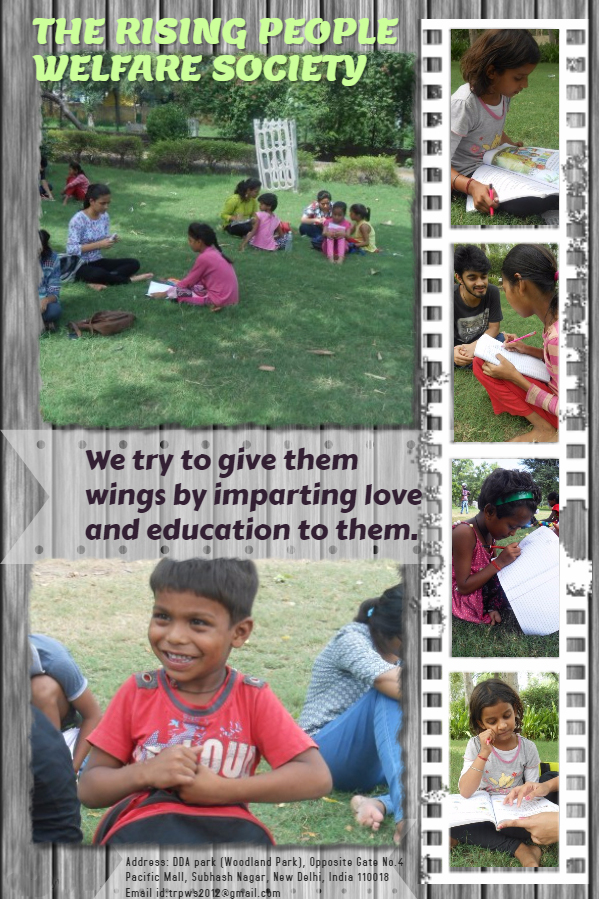 THE RISING PEOPLE
WELFARE SOCIETY
We try to give them
wings by imparting love
and education to them.
Address: DDA park (Woodland Park), Opposite Gate No.4
Pacific Mall, Subhash Nagar, New Delhi, India 110018
Email id:trpws2012@gmail.com